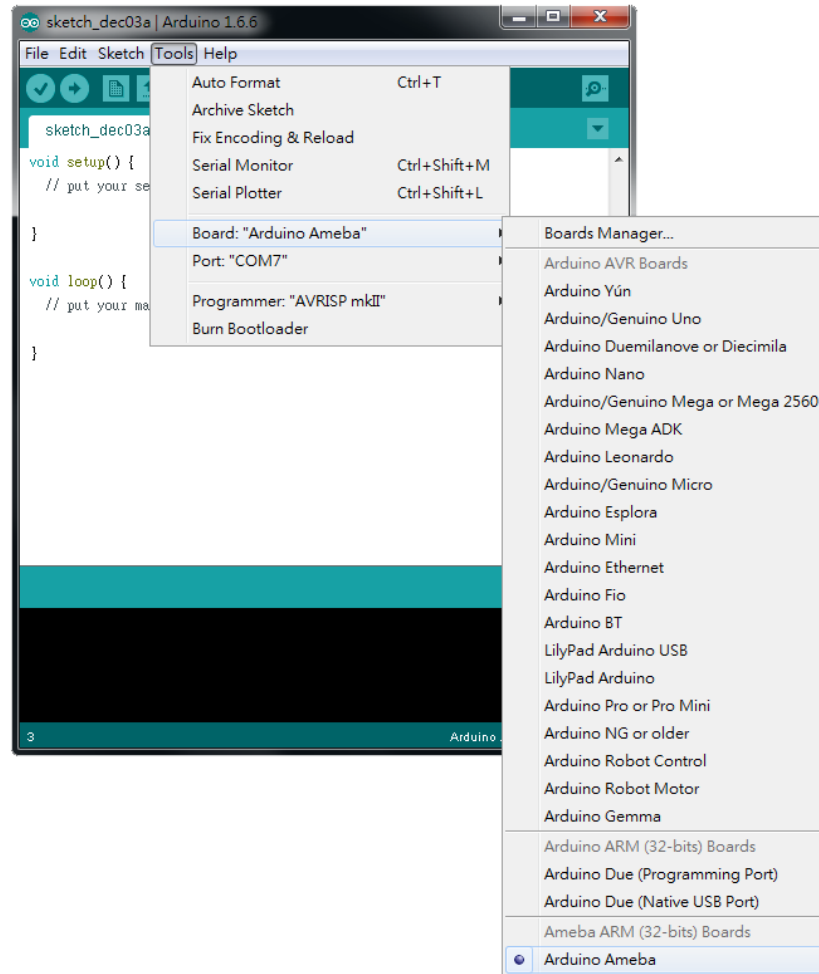 sketch_dec03a | Arduino 1.6.6
File Edit Sketch Tools Help
sketch_dec03a
void setup() {
// put your se
}
void loop() {
// put your ma
}
Auto Format Ctrl+T
Archive Sketch
Fix Encoding & Reload
Serial Monitor Ctrl+Shift+M
Serial Plotter Ctrl+Shift+L
Board: "Arduino Ameba"
Port: "COM7"
Programmer: "AVRISP mkII"
Burn Bootloader
Boards Manager...
Arduino AVR Boards
Arduino Yún
Arduino/Genuino Uno
Arduino Duemilanove or Diecimila
Arduino Nano
Arduino/Genuino Mega or Mega 2560
Arduino Mega ADK
Arduino Leonardo
Arduino/Genuino Micro
Arduino Esplora
Arduino Mini
Arduino Ethernet
Arduino Fio
Arduino BT
LilyPad Arduino USB
LilyPad Arduino
Arduino Pro or Pro Mini
Arduino NG or older
Arduino Robot Control
Arduino Robot Motor
Arduino Gemma
Arduino ARM (32-bits) Boards
Arduino Due (Programming Port)
Arduino Due (Native USB Port)
Ameba ARM (32-bits) Boards
Arduino Ameba
3 Arduino